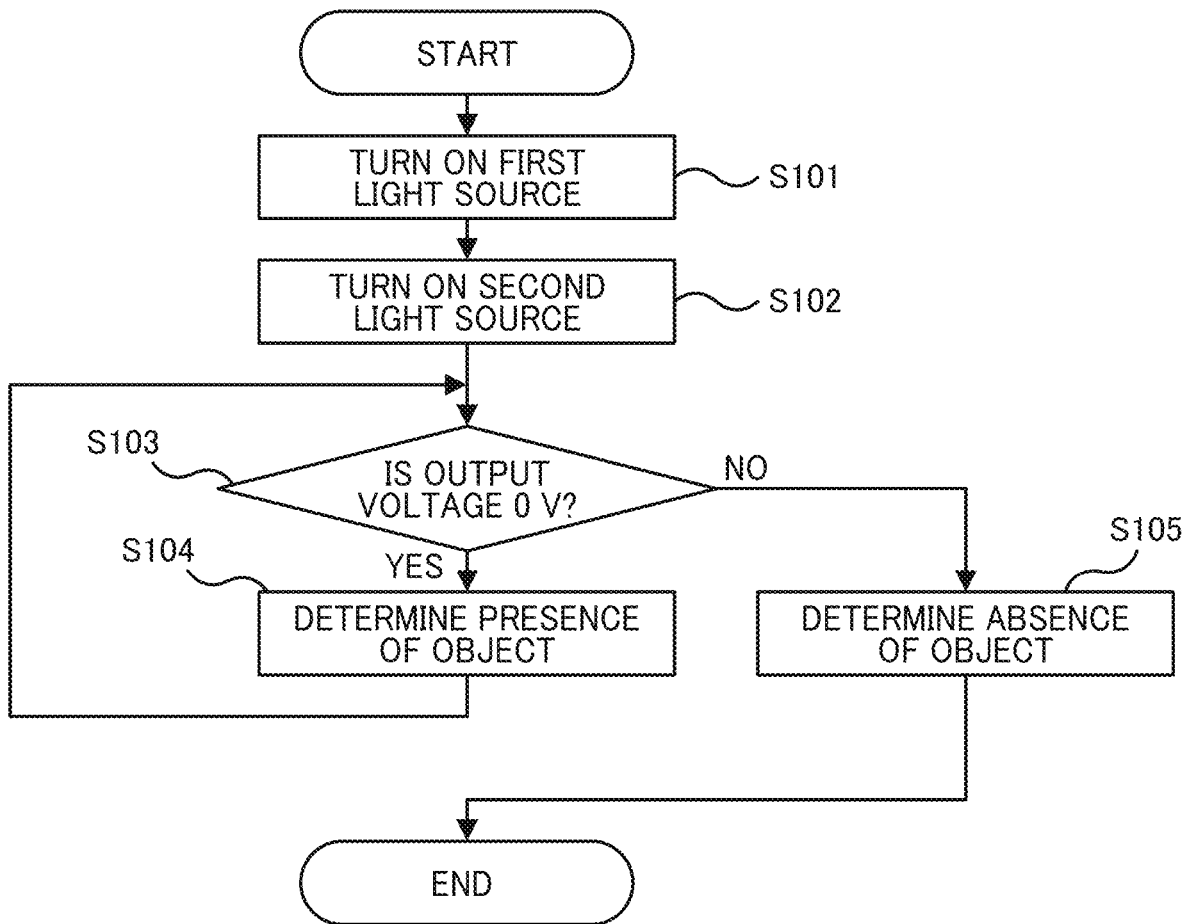 START
TURN ON FIRST
LIGHT SOURCE
S101
TURN ON SECOND
LIGHT SOURCE
S102
S103
IS OUTPUT
VOLTAGE 0 V?
NO
YES
S104
DETERMINE PRESENCE
OF OBJECT
S105
DETERMINE ABSENCE
OF OBJECT
END